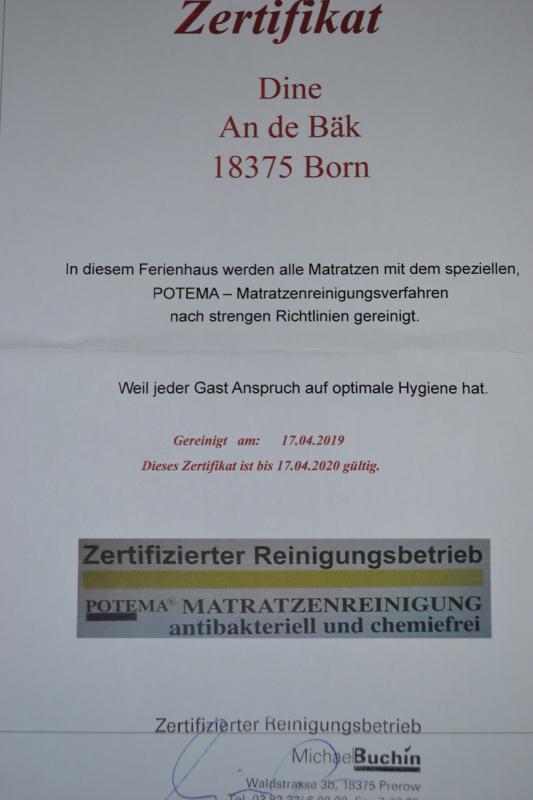 Zertifikat
Dine
An de Bäk
18375 Born
In diesem Ferienhaus werden alle Matratzen mit dem speziellen,
POTEMA – Matratzenreinigungsverfahren
nach strengen Richtlinien gereinigt.
Weil jeder Gast Anspruch auf optimale Hygiene hat.
Gereinigt am: 17.04.2019
Dieses Zertifikat ist bis 17.04.2020 gültig.
Zertifizierter Reinigungsbetrieb
POTEMA® MATRATZENREINIGUNG
antibakteriell und chemiefrei
Zertifizierter Reinigungsbetrieb
Michael Buchin
Waldstrasse 3b, 18375 Prerow